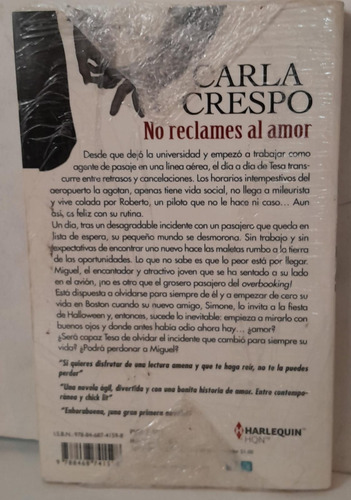 CARLA
CRESPO
No reclames al amor
Desde que dejó la universidad y empezó a trabajar como
agente de pasaje en una línea aérea, el día a día de Tesa trans-
curre entre retrasos y cancelaciones. Los horarios intempestivos del
aeropuerto la agotan, apenas tiene vida social, no llega a mileurista
y vive colada por Roberto, un piloto que no le hace ni caso... Aun
así, es feliz con su rutina.
Un día, tras un desagradable incidente con un pasajero que queda
en lista de espera, su pequeño mundo se desmorona. Sin trabajo y sin
expectativas de encontrar uno nuevo hace las maletas rumbo a la tierra
de las oportunidades. Lo que no sabe es que lo peor está por llegar.
Miguel, el encantador y atractivo joven que se ha sentado a su lado
en el avión, ¡no es otro que el grosero pasajero del overbooking!
Está dispuesta a olvidarse para siempre de él y a empezar de cero su
vida en Boston cuando su nuevo amigo, Simone, la invita a la fiesta
de Halloween y, entonces, sucede lo inevitable: empieza a mirarlo con
buenos ojos y donde antes había odio ahora hay... ¿amor?
¿Será capaz Tesa de olvidar el incidente que cambió para siempre su
vida? ¿Podrá perdonar a Miguel?
"Si quieres disfrutar de una lectura amena y que te haga reír, no te la puedes
perder"
"Una novela ágil, divertida y con una bonita historia de amor. Entre contempo-
ránea y chick lit"
"Enhorabuena, ¡una gran primera
I.S.B.N. 978-84-687-4159-8
HARLEQUIN
HQN
9788468741598